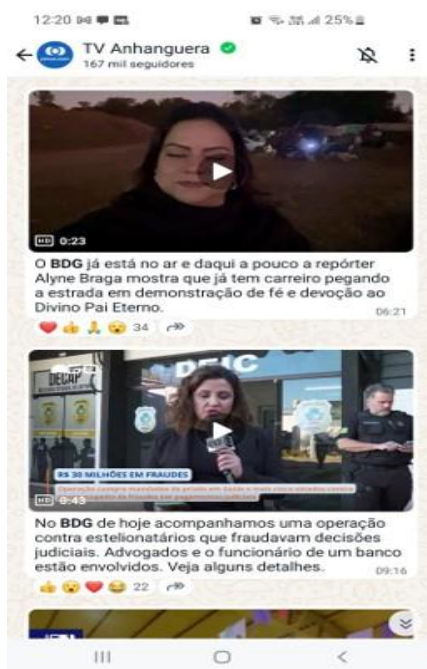 12:20
25%
TV Anhanguera
167 mil seguidores
HD 0:23
O BDG já está no ar e daqui a pouco a repórter
Alyne Braga mostra que já tem carreiro pegando
a estrada em demonstração de fé e devoção ao
Divino Pai Eterno.
06:21
34
DEIC
DECAP
R$ 30 MILHÕES EM FRAUDES
HD 0:43
No BDG de hoje acompanhamos uma operação
contra estelionatários que fraudavam decisões
judiciais. Advogados e o funcionário de um banco
estão envolvidos. Veja alguns detalhes.
09:16
22